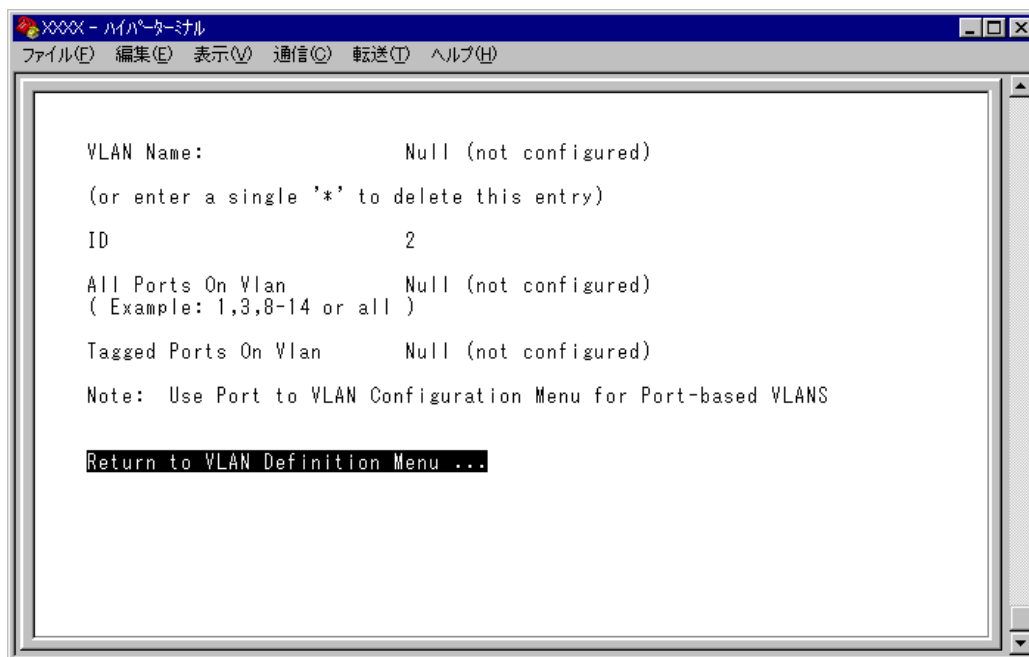 XXXX - ﾊｲﾊﾟｰﾀｰﾐﾅﾙ
ファイル(F) 編集(E) 表示(V) 通信(C) 転送(T) ヘルプ(H)
VLAN Name: Null (not configured)
(or enter a single '*' to delete this entry)
ID 2
All Ports On Vlan Null (not configured)
( Example: 1,3,8-14 or all )
Tagged Ports On Vlan Null (not configured)
Note: Use Port to VLAN Configuration Menu for Port-based VLANS
Return to VLAN Definition Menu ...